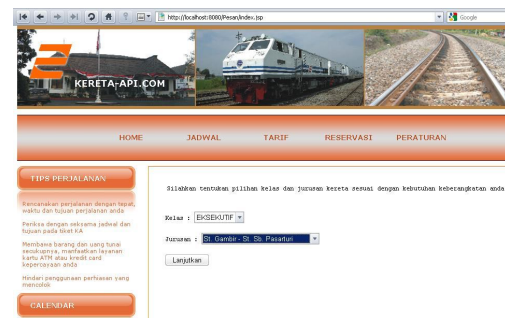 http://localhost:8080/Pesan/index.jsp
Google
KERETA-API.COM
HOME JADWAL TARIF RESERVASI PERATURAN
TIPS PERJALANAN
Rencanakan perjalanan dengan tepat,
waktu dan tujuan perjalanan anda
Periksa dengan seksama jadwal dan
tujuan pada tiket KA
Membawa barang dan uang tunai
secukupnya, manfaatkan layanan
kartu ATM atau kredit card
kepercayaan anda
Hindari penggunaan perhiasan yang
mencolok
CALENDAR
Silahkan tentukan pilihan kelas dan jurusan kereta sesuai dengan kebutuhan keberangkatan anda
Kelas : EKSEKUTIF
Jurusan : St. Gambir - St. Sb. Pasarturi
Lanjutkan